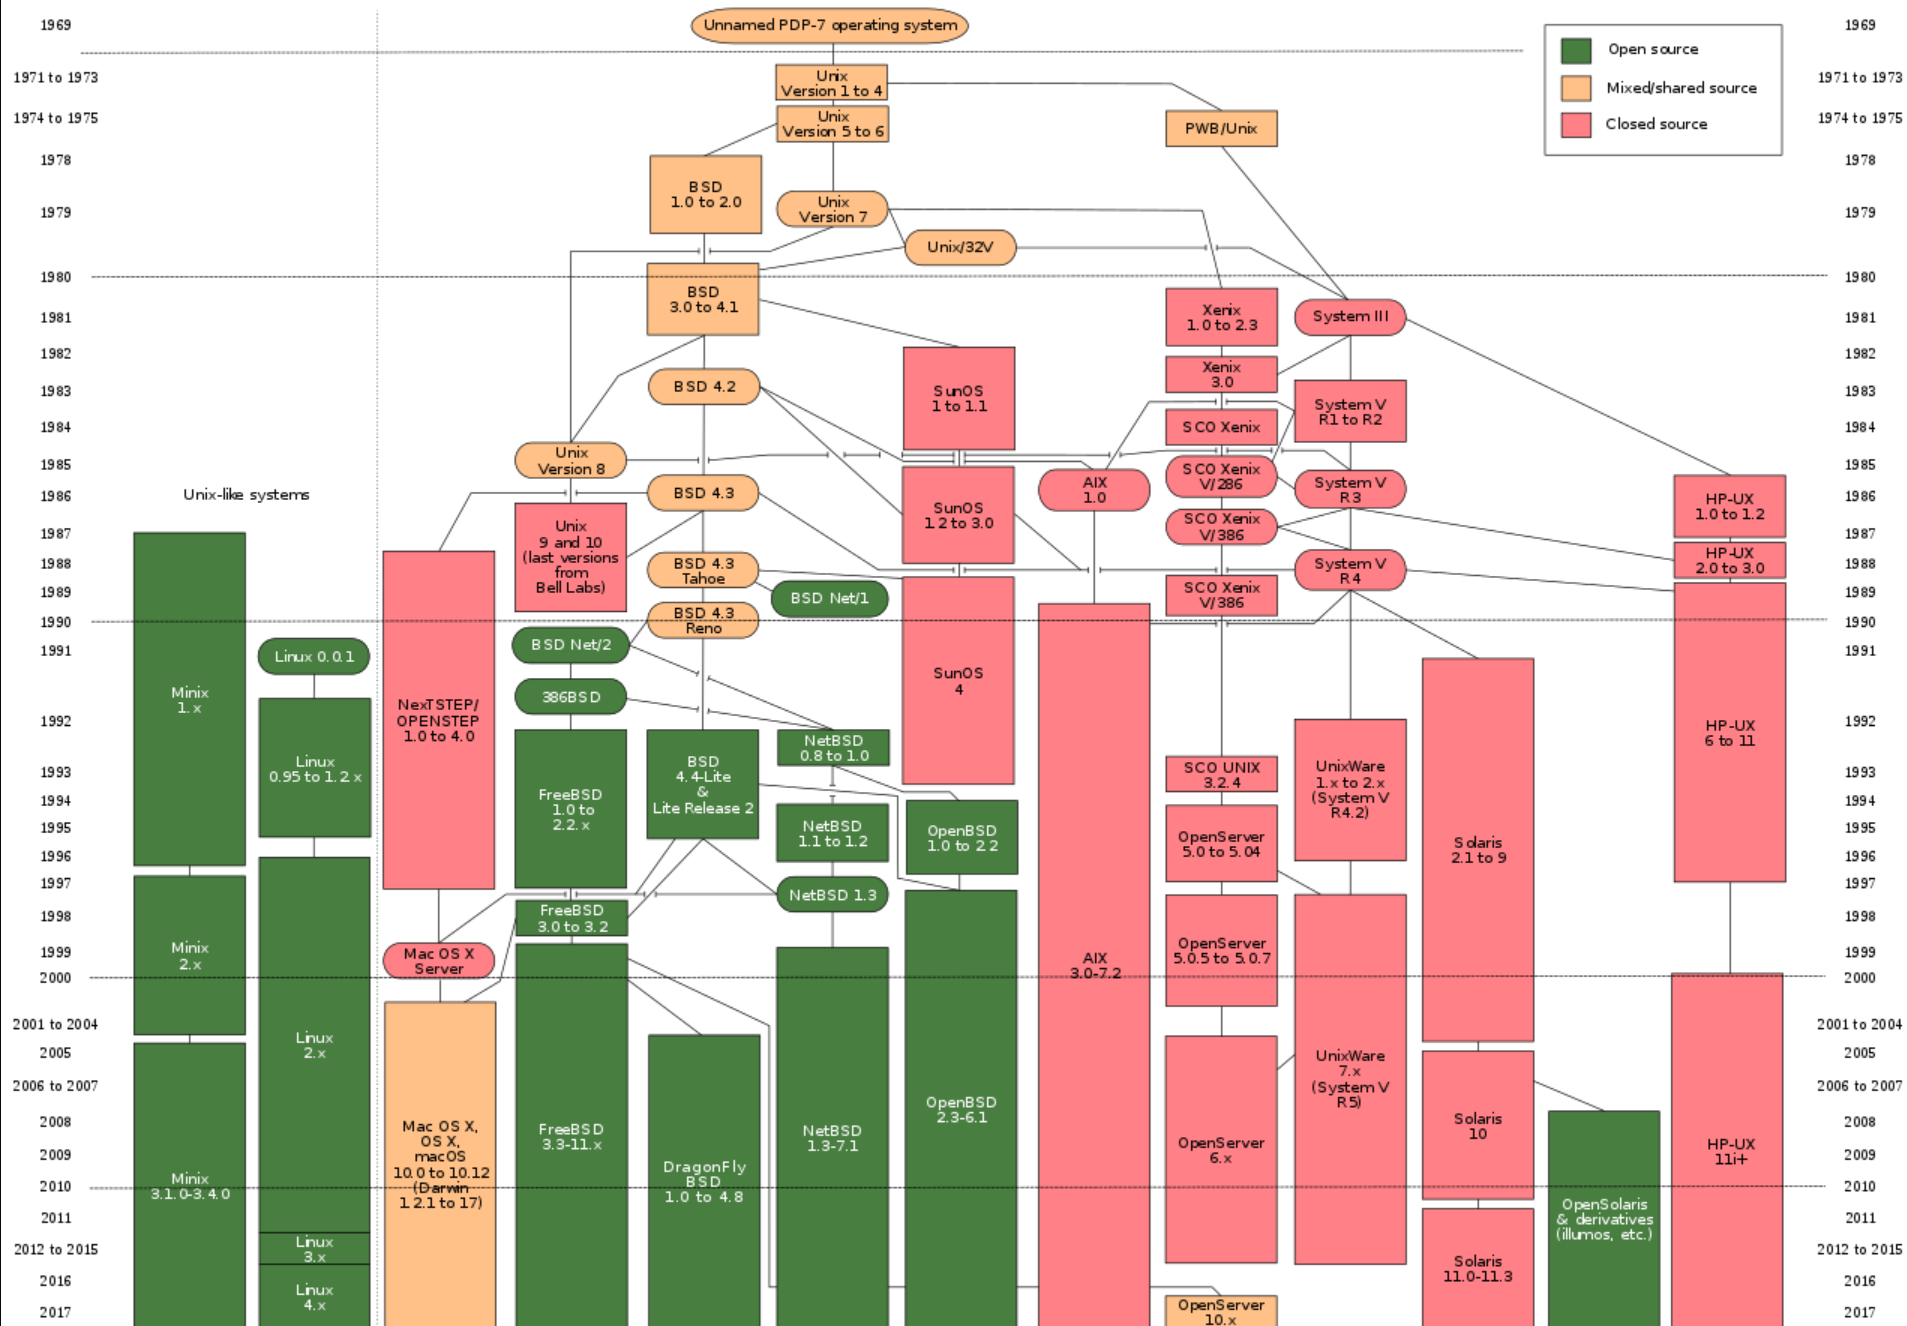 Unnamed PDP-7 operating system
1969
1969
Open source
Mixed/shared source
Closed source
1971 to 1973
Unix
Version 1 to 4
1971 to 1973
1974 to 1975
Unix
Version 5 to 6
PWB/Unix
1974 to 1975
1978
BSD
1.0 to 2.0
1978
1979
Unix
Version 7
1979
Unix/32V
1980
1980
BSD
3.0 to 4.1
Xenix
1.0 to 2.3
System III
1981
1981
1982
1982
Xenix
3.0
1983
BSD 4.2
SunOS
1 to 1.1
System V
R1 to R2
1983
1984
SCO Xenix
1984
Unix
Version 8
1985
1985
SCO Xenix
V/286
System V
R3
AIX
1.0
Unix-like systems
1986
BSD 4.3
1986
HP-UX
1.0 to 1.2
SunOS
1.2 to 3.0
SCO Xenix
V/386
1987
1987
Unix
9 and 10
(last versions
from
Bell Labs)
1988
BSD 4.3
Tahoe
System V
R4
HP-UX
2.0 to 3.0
1988
1989
BSD Net/1
SCO Xenix
V/386
1989
1990
BSD 4.3
Reno
1990
1991
Linux 0.0.1
BSD Net/2
1991
Minix
1.x
386BSD
SunOS
4
NexTSTEP/
OPENSTEP
1.0 to 4.0
1992
1992
HP-UX
6 to 11
Linux
0.95 to 1.2.x
NetBSD
0.8 to 1.0
BSD
4.4-Lite
&
Lite Release 2
1993
SCO UNIX
3.2.4
UnixWare
1.x to 2.x
(System V
R4.2)
1993
1994
1994
FreeBSD
1.0 to
2.2.x
1995
NetBSD
1.1 to 1.2
OpenBSD
1.0 to 2.2
OpenServer
5.0 to 5.04
Solaris
2.1 to 9
1995
1996
1996
1997
NetBSD 1.3
1997
1998
FreeBSD
3.0 to 3.2
1998
Minix
2.x
1999
Mac OS X
Server
OpenServer
5.0.5 to 5.0.7
1999
AIX
3.0-7.2
2000
2000
2001 to 2004
2001 to 2004
Linux
2.x
2005
2005
UnixWare
7.x
(System V
R5)
2006 to 2007
2006 to 2007
OpenBSD
2.3-6.1
2008
2008
Mac OS X,
OS X,
macOS
10.0 to 10.12
(Darwin
1.2.1 to 17)
FreeBSD
3.3-11.x
NetBSD
1.3-7.1
Solaris
10
OpenServer
6.x
HP-UX
11i+
2009
2009
DragonFly
BSD
1.0 to 4.8
Minix
3.1.0-3.4.0
2010
2010
2011
OpenSolaris
& derivatives
(illumos, etc.)
2011
2012 to 2015
Linux
3.x
2012 to 2015
Solaris
11.0-11.3
2016
2016
Linux
4.x
OpenServer
10.x
2017
2017